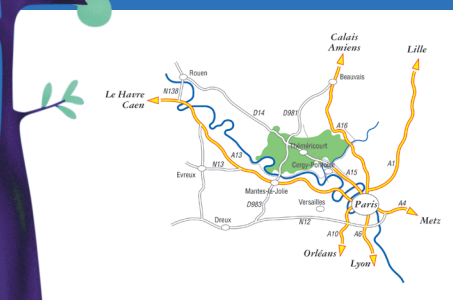 Calais
Amiens
Lille
Rouen
Beauvais
Le Havre
Caen
N138
D14
D981
A16
Théméricourt
A13
Cergy-Pontoise
A1
N13
A15
Evreux
Mantes-la-Jolie
Versailles
Paris
A4
D983
Metz
Dreux
N12
A10
A6
Orléans
Lyon